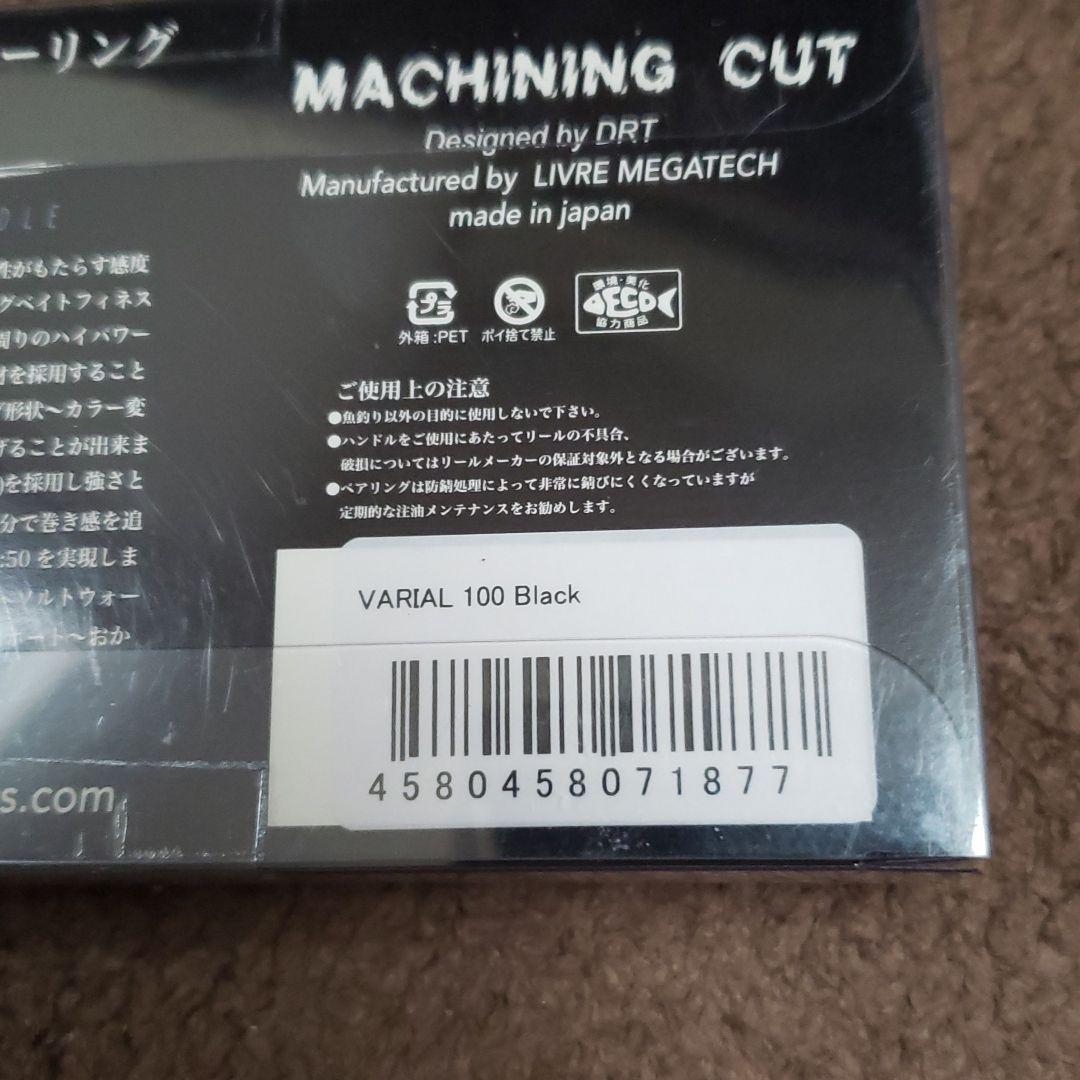 ーリング
MACHINING CUT
Designed by DRT
Manufactured by LIVRE MEGATECH
made in japan
DLE
性がもたらす感度
グベイトフィネス
周りのハイパワー
材を採用すること
形状〜カラー変
げることが出来ま
を採用し強さと
分で巻き感を追
:50 を実現しま
ソルトウォー
ボート〜おか
s.com
プラ
外箱:PET
ポイ捨て禁止
環境・美化
ECO
協力商品
ご使用上の注意
●魚釣り以外の目的に使用しないで下さい。
●ハンドルをご使用にあたってリールの不具合、
破損についてはリールメーカーの保証対象外となる場合がございます。
●ベアリングは防錆処理によって非常に錆びにくくなっていますが
定期的な注油メンテナンスをお勧めします。
VARIAL 100 Black
4580458071877